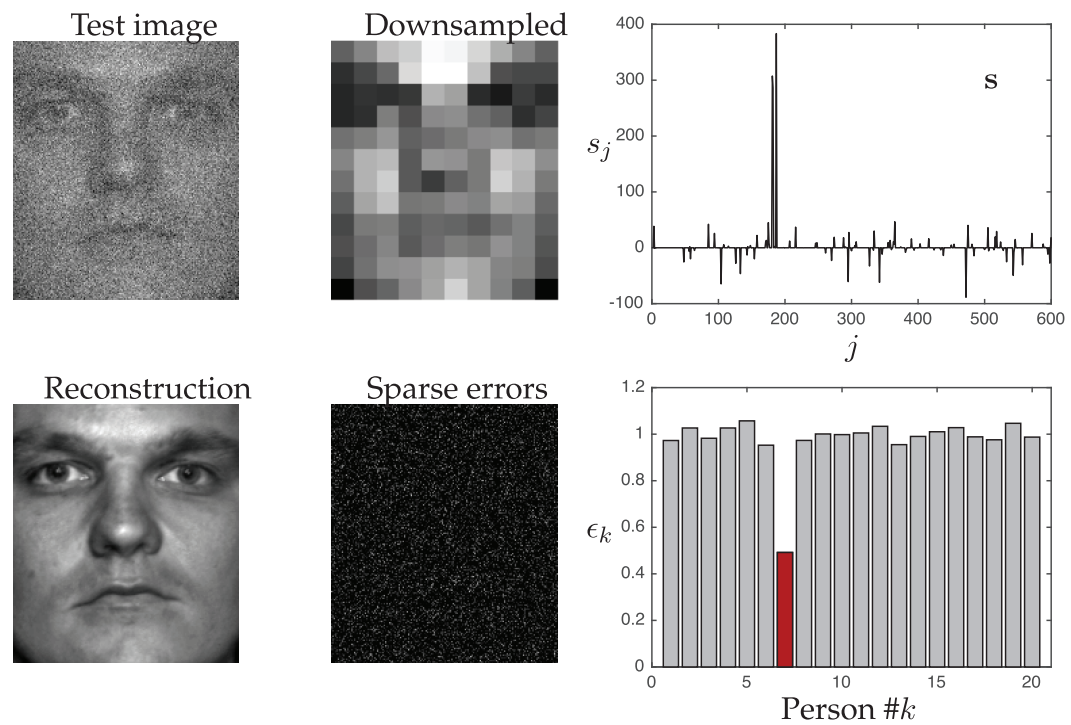 Test image
Downsampled
400
300
200
100
0
-100
s_j
s
0 100 200 300 400 500 600
j
Reconstruction
Sparse errors
1.2
1
0.8
0.6
0.4
0.2
0
ϵ_k
0 5 10 15 20
Person #k